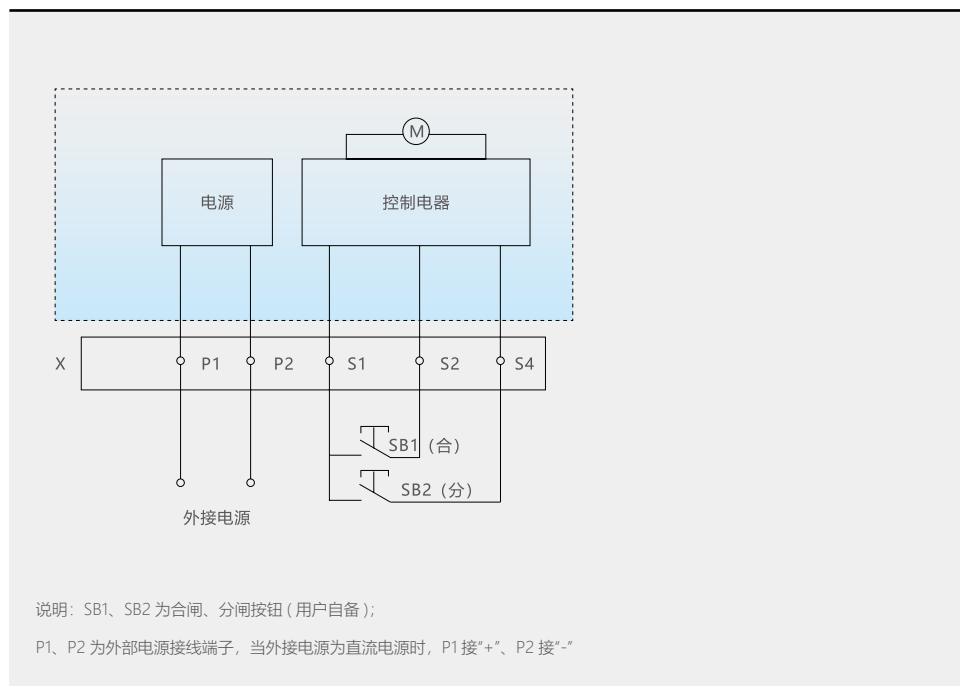 M
电源
控制电器
X P1 P2 S1 S2 S4
SB1（合）
SB2（分）
外接电源
说明：SB1、SB2 为合闸、分闸按钮 ( 用户自备 );
P1、P2 为外部电源接线端子，当外接电源为直流电源时，P1 接“+”、P2 接“-”